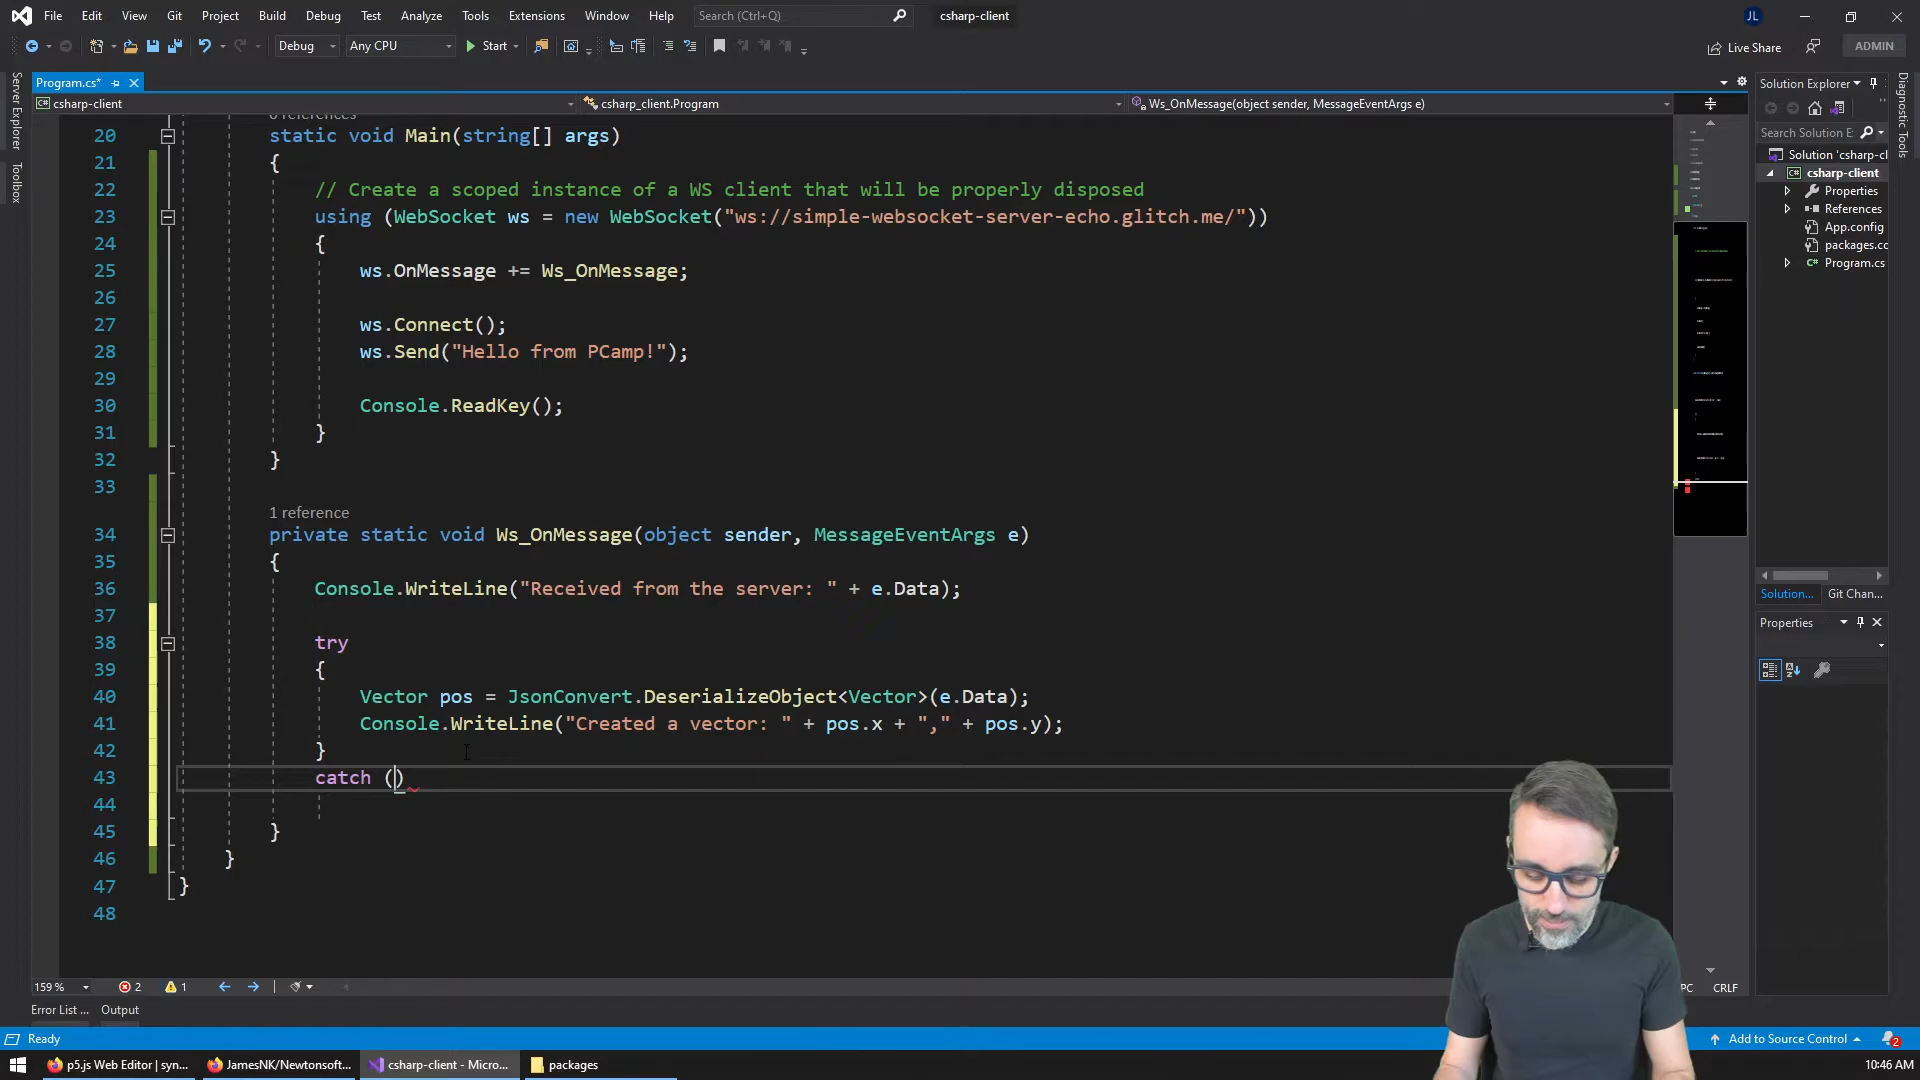 File Edit View Git Project Build Debug Test Analyze Tools Extensions Window Help Search (Ctrl+Q) csharp-client JL
Debug Any CPU Start Live Share ADMIN
Program.cs*
csharp-client csharp_client.Program Ws_OnMessage(object sender, MessageEventArgs e)
Server Explorer
Toolbox
20 static void Main(string[] args)
21 {
22 // Create a scoped instance of a WS client that will be properly disposed
23 using (WebSocket ws = new WebSocket("ws://simple-websocket-server-echo.glitch.me/"))
24 {
25 ws.OnMessage += Ws_OnMessage;
26
27 ws.Connect();
28 ws.Send("Hello from PCamp!");
29
30 Console.ReadKey();
31 }
32 }
33
1 reference
34 private static void Ws_OnMessage(object sender, MessageEventArgs e)
35 {
36 Console.WriteLine("Received from the server: " + e.Data);
37
38 try
39 {
40 Vector pos = JsonConvert.DeserializeObject<Vector>(e.Data);
41 Console.WriteLine("Created a vector: " + pos.x + "," + pos.y);
42 }
43 catch ()
44
45 }
46 }
47 }
48
159 % 2 1 PC CRLF
Error List ... Output
Ready Add to Source Control 2
Solution Explorer
Search Solution E
Solution 'csharp-cl
csharp-client
Properties
References
App.config
packages.co
Program.cs
Solution... Git Chan...
Properties
Diagnostic Tools
p5.js Web Editor | syn... JamesNK/Newtonsoft... csharp-client - Micro... packages 10:46 AM